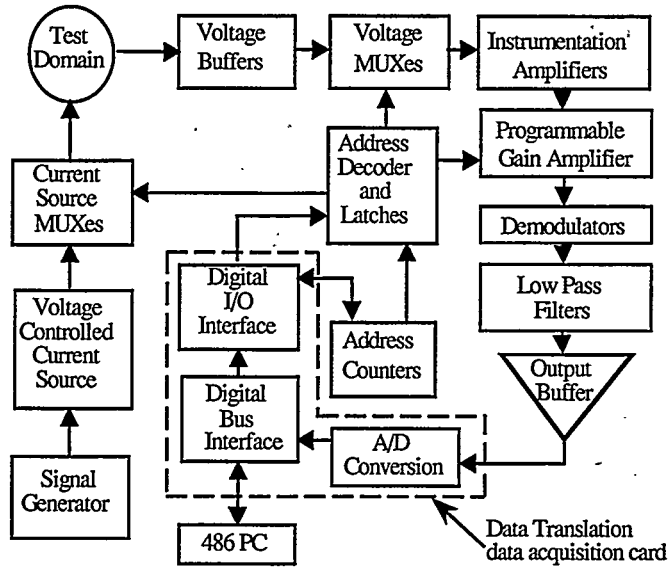 Test
Domain
Voltage
Buffers
Voltage
MUXes
Instrumentation
Amplifiers
Current
Source
MUXes
Address
Decoder
and
Latches
Programmable
Gain Amplifier
Demodulators
Voltage
Controlled
Current
Source
Digital
I/O
Interface
Address
Counters
Low Pass
Filters
Output
Buffer
Digital
Bus
Interface
A/D
Conversion
Signal
Generator
486 PC
Data Translation
data acquisition card